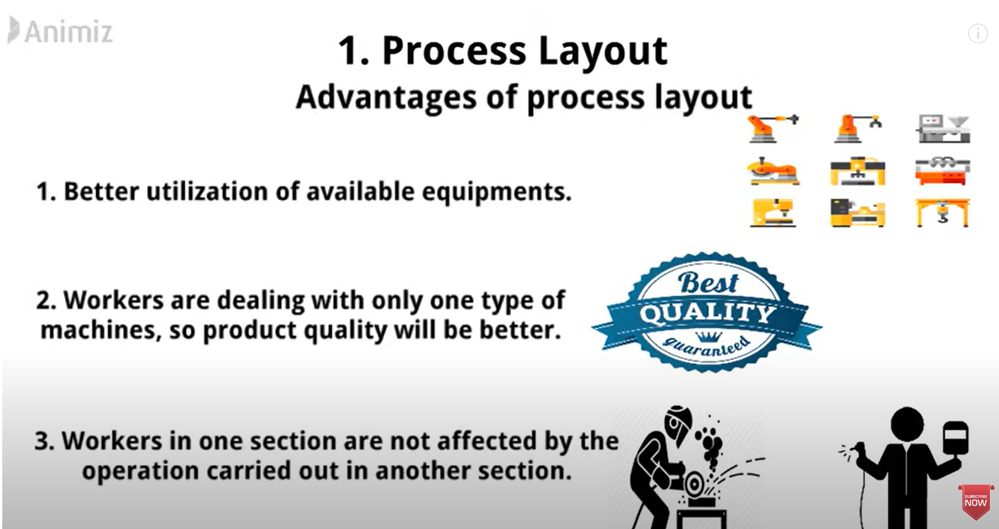 Animiz
1. Process Layout
Advantages of process layout
1. Better utilization of available equipments.
2. Workers are dealing with only one type of
machines, so product quality will be better.
Best
QUALITY
guaranteed
3. Workers in one section are not affected by the
operation carried out in another section.
SUBSCRIBE
NOW